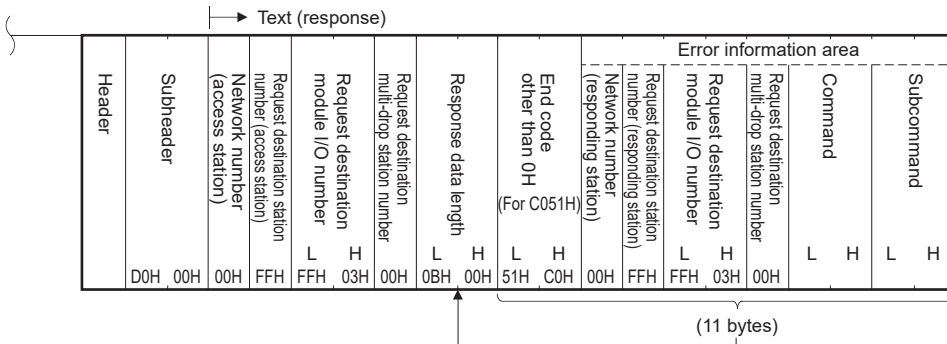 Text (response)
Error information area
Header
Subheader
Network number
(access station)
Request destination station
number (access station)
Request destination
module I/O number
Request destination
multi-drop station number
Response data length
End code
other than 0H
(For C051H)
Network number
(responding station)
Request destination station
number (responding station)
Request destination
module I/O number
Request destination
multi-drop station number
Command
Subcommand
L H L H L H L H L H L H
D0H 00H 00H FFH FFH 03H 00H 0BH 00H 51H C0H 00H FFH FFH 03H 00H
(11 bytes)